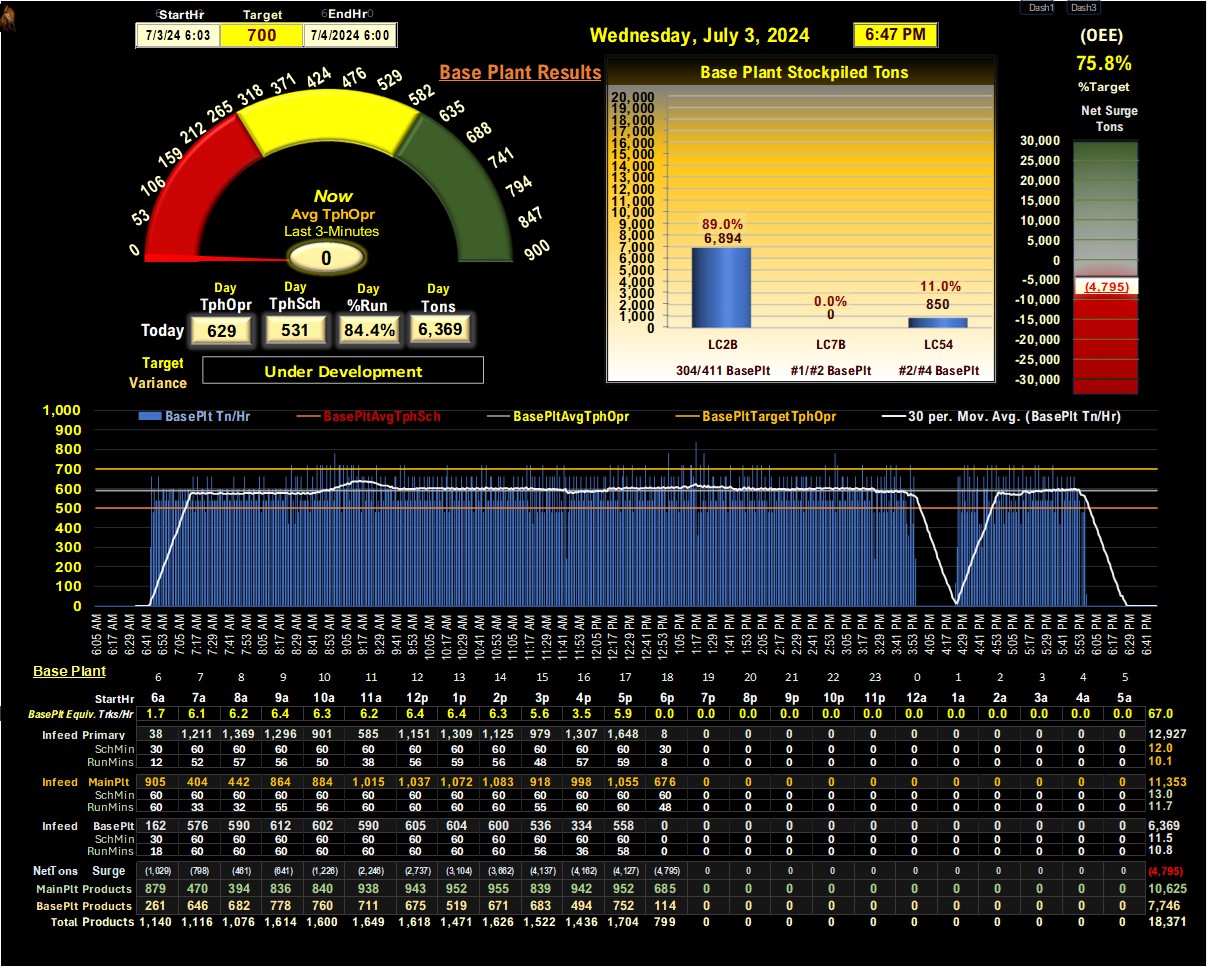 StartHr Target EndHr
7/3/24 6:03 700 7/4/2024 6:00
Wednesday, July 3, 2024 6:47 PM
Dash1 Dash3
(OEE)
75.8%
%Target
Net Surge
Tons
30,000
25,000
20,000
15,000
10,000
5,000
0
-5,000
(4,795)
-10,000
-15,000
-20,000
-25,000
-30,000
Base Plant Results
0 53 106 159 212 265 318 371 424 476 529 582 635 688 741 794 847 900
Now
Avg TphOpr
Last 3-Minutes
0
Day Day Day Day
TphOpr TphSch %Run Tons
Today 629 531 84.4% 6,369
Target
Variance
Under Development
Base Plant Stockpiled Tons
20,000
19,000
18,000
17,000
16,000
15,000
14,000
13,000
12,000
11,000
10,000
9,000
8,000
7,000
6,000
5,000
4,000
3,000
2,000
1,000
0
89.0%
6,894
0.0%
0
11.0%
850
LC2B LC7B LC54
304/411 BasePlt #1/#2 BasePlt #2/#4 BasePlt
BasePlt Tn/Hr BasePltAvgTphSch BasePltAvgTphOpr BasePltTargetTphOpr 30 per. Mov. Avg. (BasePlt Tn/Hr)
1,000
900
800
700
600
500
400
300
200
100
0
6:05 AM 6:17 AM 6:29 AM 6:41 AM 6:53 AM 7:05 AM 7:17 AM 7:29 AM 7:41 AM 7:53 AM 8:05 AM 8:17 AM 8:29 AM 8:41 AM 8:53 AM 9:05 AM 9:17 AM 9:29 AM 9:41 AM 9:53 AM 10:05 AM 10:17 AM 10:29 AM 10:41 AM 10:53 AM 11:05 AM 11:17 AM 11:29 AM 11:41 AM 11:53 AM 12:05 PM 12:17 PM 12:29 PM 12:41 PM 12:53 PM 1:05 PM 1:17 PM 1:29 PM 1:41 PM 1:53 PM 2:05 PM 2:17 PM 2:29 PM 2:41 PM 2:53 PM 3:05 PM 3:17 PM 3:29 PM 3:41 PM 3:53 PM 4:05 PM 4:17 PM 4:29 PM 4:41 PM 4:53 PM 5:05 PM 5:17 PM 5:29 PM 5:41 PM 5:53 PM 6:05 PM 6:17 PM 6:29 PM 6:41 PM
Base Plant 6 7 8 9 10 11 12 13 14 15 16 17 18 19 20 21 22 23 0 1 2 3 4 5
StartHr 6a 7a 8a 9a 10a 11a 12p 1p 2p 3p 4p 5p 6p 7p 8p 9p 10p 11p 12a 1a 2a 3a 4a 5a
BasePlt Equiv. Trks/Hr 1.7 6.1 6.2 6.4 6.3 6.2 6.4 6.4 6.3 5.6 3.5 5.9 0.0 0.0 0.0 0.0 0.0 0.0 0.0 0.0 0.0 0.0 0.0 0.0 67.0
Infeed Primary 38 1,211 1,369 1,296 901 585 1,151 1,309 1,125 979 1,307 1,648 8 0 0 0 0 0 0 0 0 0 0 0 12,927
SchMin 30 60 60 60 60 60 60 60 60 60 60 60 30 0 0 0 0 0 0 0 0 0 0 0 12.0
RunMins 12 52 57 56 50 38 56 59 56 48 57 59 8 0 0 0 0 0 0 0 0 0 0 0 10.1
Infeed MainPlt 905 404 442 864 884 1,015 1,037 1,072 1,083 918 998 1,055 676 0 0 0 0 0 0 0 0 0 0 0 11,353
SchMin 60 60 60 60 60 60 60 60 60 60 60 60 60 0 0 0 0 0 0 0 0 0 0 0 13.0
RunMins 60 33 32 55 56 60 60 60 60 55 60 60 48 0 0 0 0 0 0 0 0 0 0 0 11.7
Infeed BasePlt 162 576 590 612 602 590 605 604 600 536 334 558 0 0 0 0 0 0 0 0 0 0 0 0 6,369
SchMin 30 60 60 60 60 60 60 60 60 60 60 60 0 0 0 0 0 0 0 0 0 0 0 0 11.5
RunMins 18 60 60 60 60 60 60 60 60 56 36 58 0 0 0 0 0 0 0 0 0 0 0 0 10.8
NetTons Surge (1,029) (798) (461) (641) (1,226) (2,246) (2,737) (3,104) (3,662) (4,137) (4,162) (4,127) (4,795) 0 0 0 0 0 0 0 0 0 0 0 (4,795)
MainPlt Products 879 470 394 836 840 938 943 952 955 839 942 952 685 0 0 0 0 0 0 0 0 0 0 0 10,625
BasePlt Products 261 646 682 778 760 711 675 519 671 683 494 752 114 0 0 0 0 0 0 0 0 0 0 0 7,746
Total Products 1,140 1,116 1,076 1,614 1,600 1,649 1,618 1,471 1,626 1,522 1,436 1,704 799 0 0 0 0 0 0 0 0 0 0 0 18,371